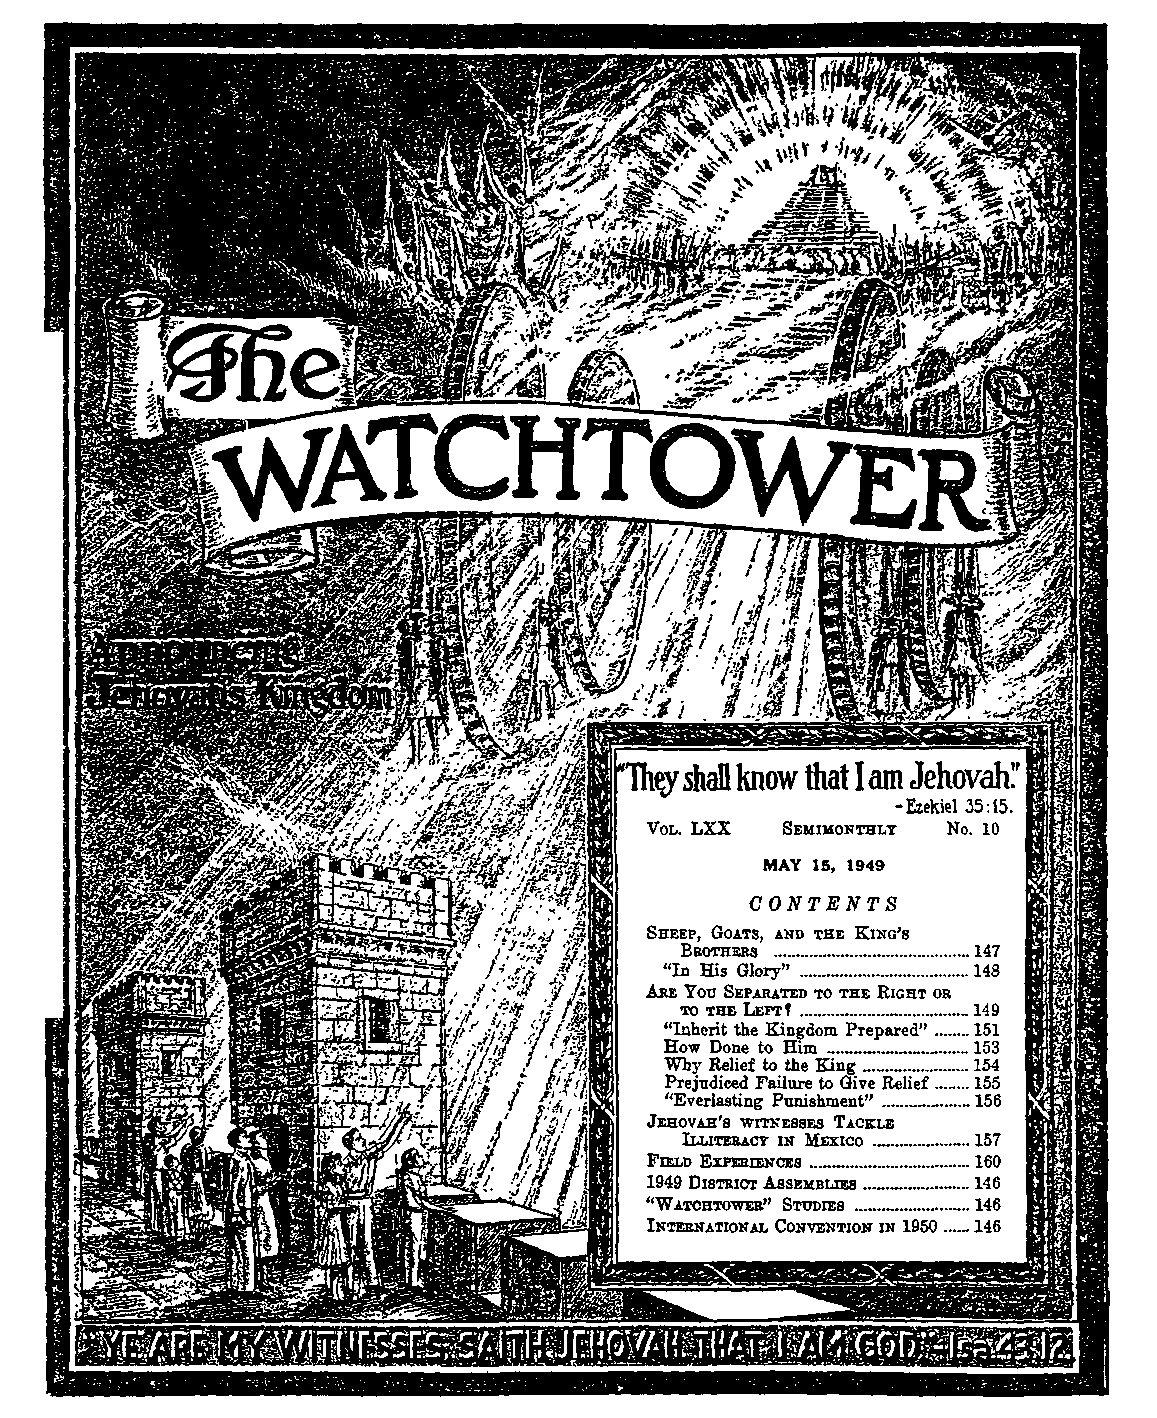 The
WATCHTOWER
Announcing
Jehovah's Kingdom
"They shall know that I am Jehovah."
-Ezekiel 35:15.
VOL. LXX SEMIMONTHLY No. 10
MAY 15, 1949
CONTENTS
SHEEP, GOATS, AND THE KING'S
BROTHERS ........................................ 147
"In His Glory" .................................. 148
ARE YOU SEPARATED TO THE RIGHT OR
TO THE LEFT? .................................. 149
"Inherit the Kingdom Prepared" ....... 151
How Done to Him ............................. 153
Why Relief to the King ...................... 154
Prejudiced Failure to Give Relief ....... 155
"Everlasting Punishment" .................. 156
JEHOVAH'S WITNESSES TACKLE
ILLITERACY IN MEXICO .................... 157
FIELD EXPERIENCES ................................ 160
1949 DISTRICT ASSEMBLIES ...................... 146
"WATCHTOWER" STUDIES ........................ 146
INTERNATIONAL CONVENTION IN 1950 ...... 146
"YE ARE MY WITNESSES, SAITH JEHOVAH, THAT I AM GOD."-Isa. 43:12.